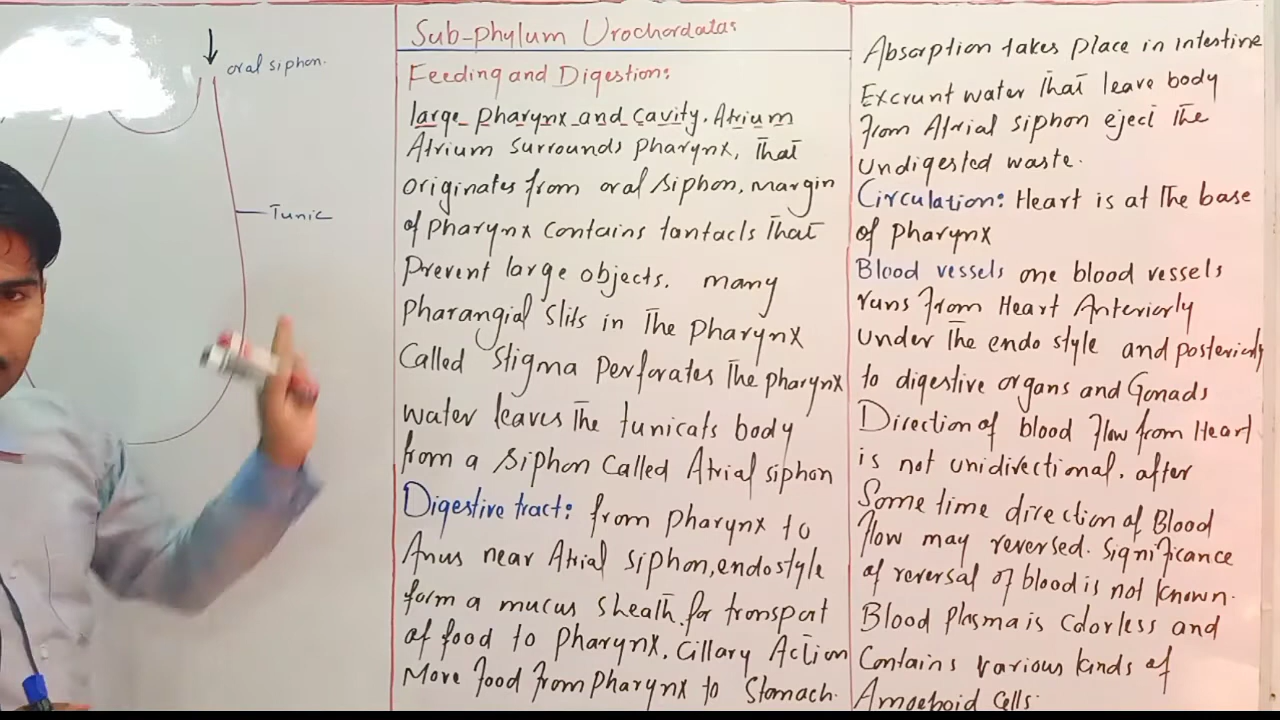 oral siphon.
Tunic
Sub-phylum Urochordata:
Feeding and Digestion:
large pharynx and cavity. Atrium
Atrium surrounds pharynx, that
originates from oral siphon, margin
of pharynx contains tantacls that
Prevent large objects. many
Pharangial Slits in The pharynx
Called Stigma Perforates The pharynx
water leaves The tunicats body
from a siphon Called Atrial siphon
Digestive tract: from pharynx to
Anus near Atrial siphon, endostyle
form a mucus sheath for transport
of food to pharynx. Cillary Action
Move food from pharynx to Stomach.
Absorption takes place in intestine
Excrunt water That leave body
from Atrial siphon eject The
undigested waste.
Circulation: Heart is at The base
of pharynx
Blood vessels one blood vessels
runs from Heart Anteriorly
under The endo style and posteriorly
to digestive organs and Gonads
Direction of blood flow from Heart
is not unidirectional. after
Some time direction of Blood
flow may reversed. Significance
of reversal of blood is not known.
Blood Plasma is Colorless and
Contains various kinds of
Amoeboid Cells.